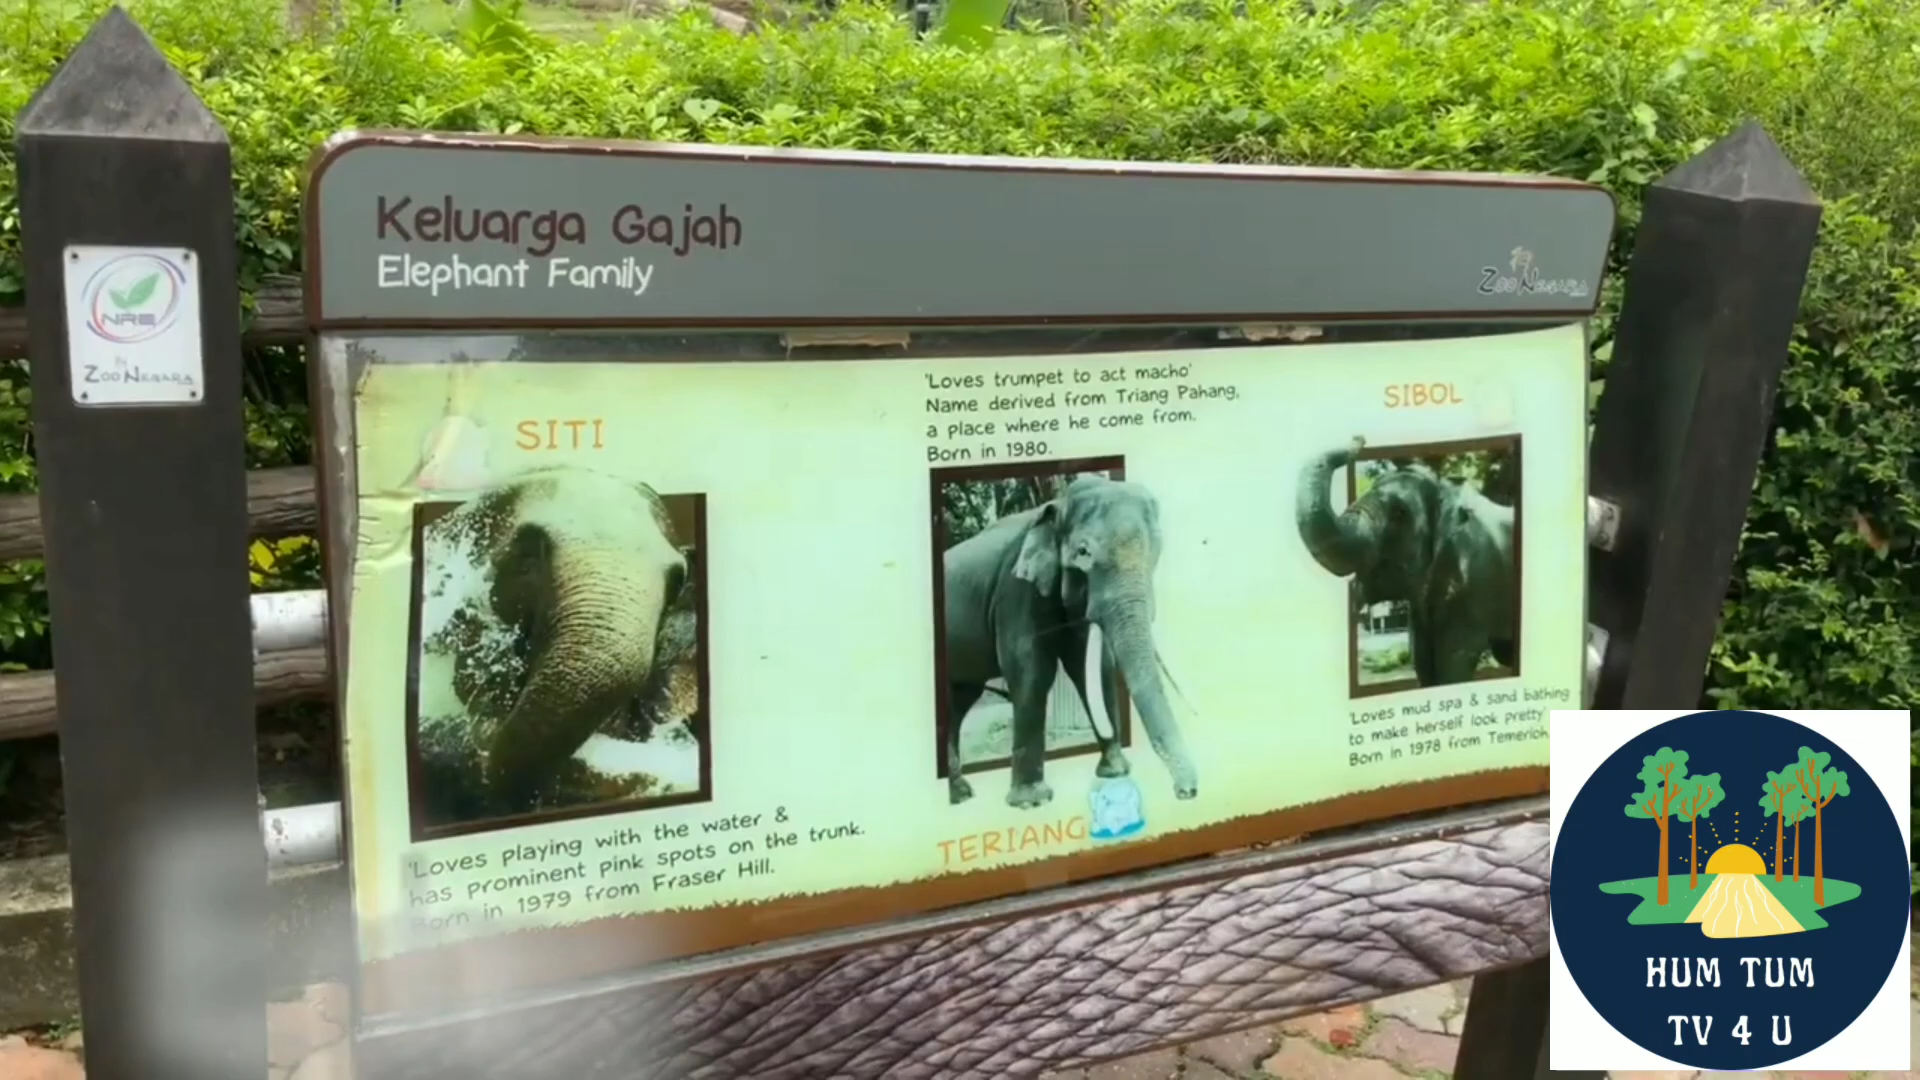 Keluarga Gajah
Elephant Family
ZOO NEGARA
NRE
ZOO NEGARA
SITI
'Loves playing with the water &
has prominent pink spots on the trunk.
Born in 1979 from Fraser Hill.
'Loves trumpet to act macho'
Name derived from Triang Pahang,
a place where he come from.
Born in 1980.
TERIANG
SIBOL
'Loves mud spa & sand bathing
to make herself look pretty'
Born in 1978 from Temerloh.
HUM TUM
TV 4 U